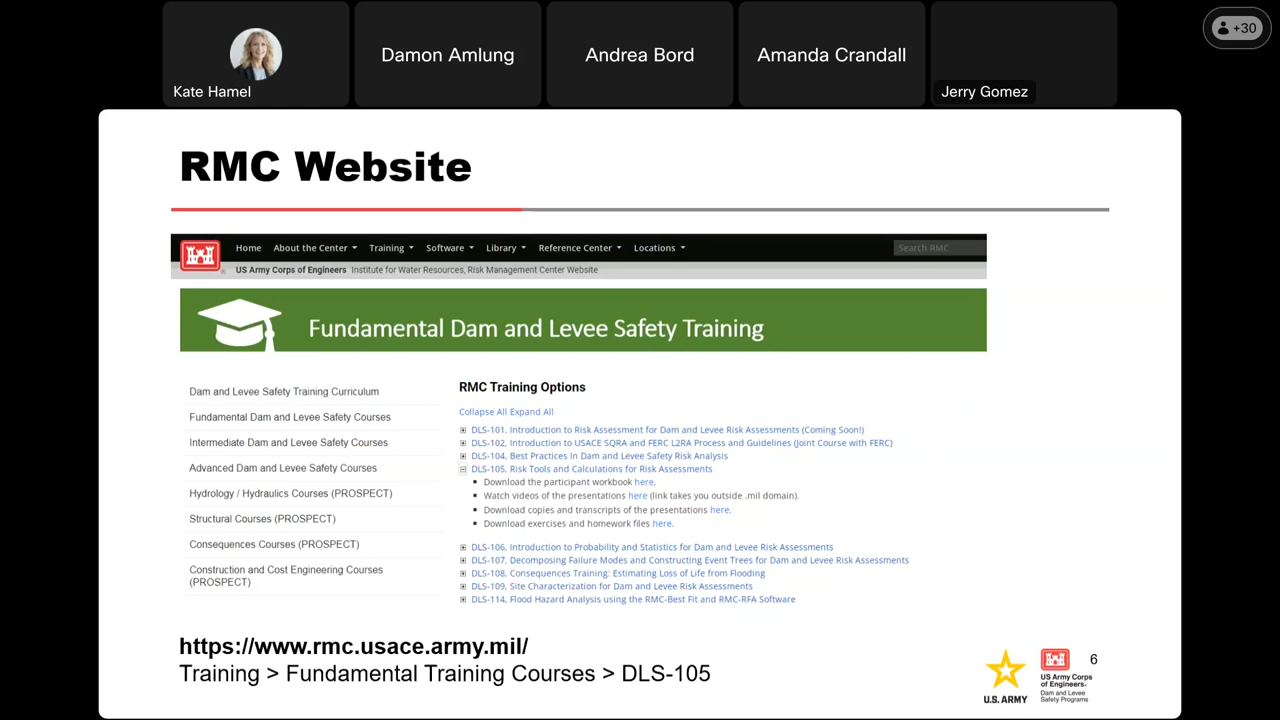 +30
Kate Hamel
Damon Amlung
Andrea Bord
Amanda Crandall
Jerry Gomez
RMC Website
Home About the Center Training Software Library Reference Center Locations Search RMC
US Army Corps of Engineers Institute for Water Resources, Risk Management Center Website
Fundamental Dam and Levee Safety Training
Dam and Levee Safety Training Curriculum
Fundamental Dam and Levee Safety Courses
Intermediate Dam and Levee Safety Courses
Advanced Dam and Levee Safety Courses
Hydrology / Hydraulics Courses (PROSPECT)
Structural Courses (PROSPECT)
Consequences Courses (PROSPECT)
Construction and Cost Engineering Courses
(PROSPECT)
RMC Training Options
Collapse All Expand All
DLS-101, Introduction to Risk Assessment for Dam and Levee Risk Assessments (Coming Soon!)
DLS-102, Introduction to USACE SQRA and FERC L2RA Process and Guidelines (Joint Course with FERC)
DLS-104, Best Practices In Dam and Levee Safety Risk Analysis
DLS-105, Risk Tools and Calculations for Risk Assessments
Download the participant workbook here.
Watch videos of the presentations here (link takes you outside .mil domain).
Download copies and transcripts of the presentations here.
Download exercises and homework files here.
DLS-106, Introduction to Probability and Statistics for Dam and Levee Risk Assessments
DLS-107, Decomposing Failure Modes and Constructing Event Trees for Dam and Levee Risk Assessments
DLS-108, Consequences Training: Estimating Loss of Life from Flooding
DLS-109, Site Characterization for Dam and Levee Risk Assessments
DLS-114, Flood Hazard Analysis using the RMC-Best Fit and RMC-RFA Software
https://www.rmc.usace.army.mil/
Training > Fundamental Training Courses > DLS-105
U.S. ARMY
US Army Corps
of Engineers®
Dam and Levee
Safety Programs
6